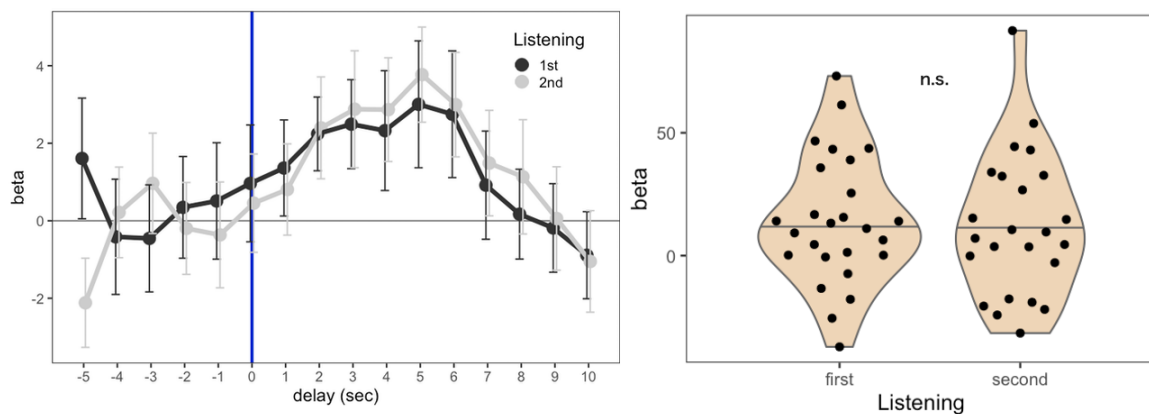 Listening
1st
2nd
4
2
0
-2
beta
-5 -4 -3 -2 -1 0 1 2 3 4 5 6 7 8 9 10
delay (sec)
n.s.
50
0
beta
first second
Listening